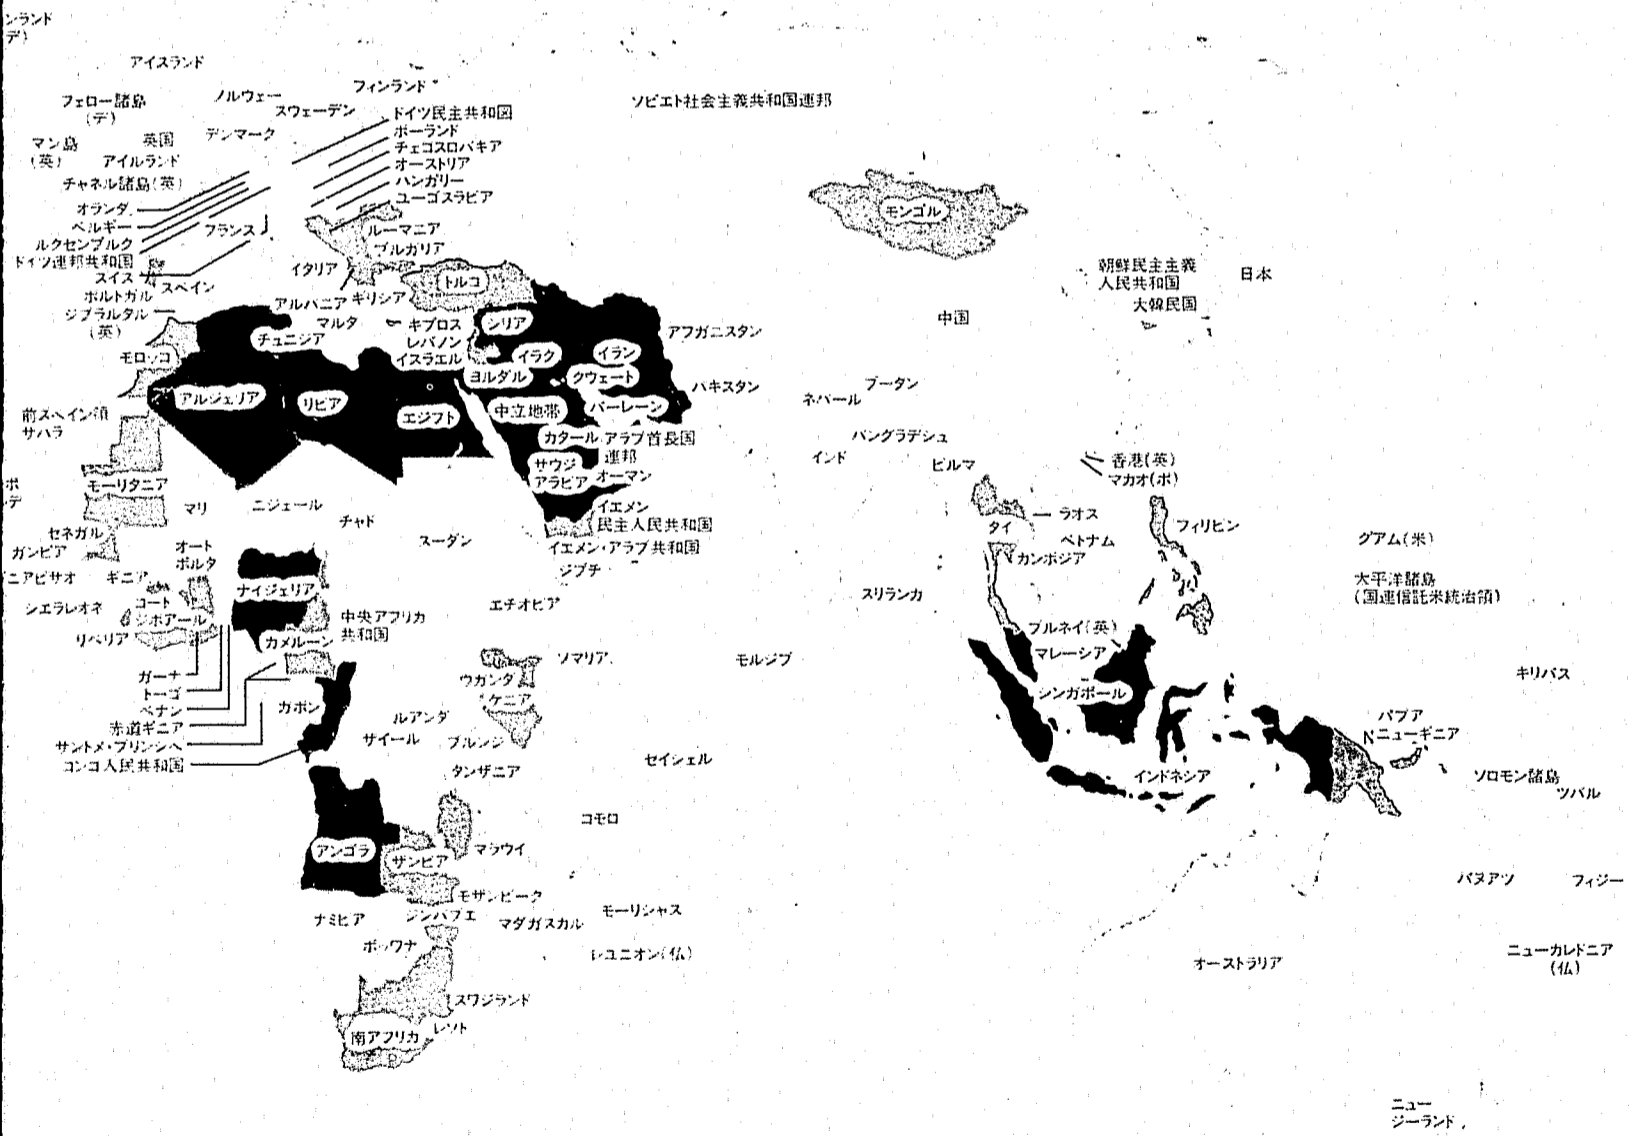 ンランド
デ)
アイスランド
フェロー諸島
(デ)
ノルウェー
スウェーデン
フィンランド
ソビエト社会主義共和国連邦
マン島
(英)
英国
アイルランド
デンマーク
チャネル諸島(英)
ドイツ民主共和図
ポーランド
チェコスロバキア
オーストリア
ハンガリー
ユーゴスラビア
オランダ
ベルギー
ルクセンブルク
ドイツ連邦共和国
スイス
フランス
ルーマニア
ブルガリア
イタリア
スペイン
ポルトガル
ジブラルタル
(英)
アルバニア
ギリシア
トルコ
マルタ
キプロス
レバノン
イスラエル
シリア
モロッコ
チュニジア
イラク
イラン
ヨルダル
クウェート
アフガニスタン
パキスタン
アルジェリア
リビア
エジプト
中立地帯
バーレーン
前スペイン領
サハラ
カタール
アラブ首長国
連邦
サウジ
アラビア
オーマン
イエメン
民主人民共和国
イエメン・アラブ共和国
ジブチ
モーリタニア
マリ
ニジェール
チャド
スーダン
セネガル
ガンビア
ニアビサオ
ギニア
オート
ボルタ
シエラレオネ
コート
ジボアール
リベリア
ナイジェリア
カメルーン
中央アフリカ
共和国
エチオピア
ソマリア
ガーナ
トーゴ
ベナン
赤道ギニア
サントメ・プリンシペ
コンゴ人民共和国
ガボン
ウガンダ
ケニア
ルアンダ
サイール
ブルンジ
タンザニア
セイシェル
コモロ
アンゴラ
ザンビア
マラウイ
モザンビーク
ジンバブエ
ナミビア
マダガスカル
モーリシャス
ボツワナ
レユニオン(仏)
スワジランド
レソト
南アフリカ
モンゴル
中国
朝鮮民主主義
人民共和国
大韓民国
日本
ブータン
ネパール
バングラデシュ
インド
ビルマ
香港(英)
マカオ(ポ)
ラオス
タイ
ベトナム
カンボジア
フィリピン
スリランカ
モルジブ
グアム(米)
太平洋諸島
(国連信託米統治領)
ブルネイ(英)
マレーシア
シンガポール
インドネシア
キリバス
パプア
ニューギニア
ソロモン諸島
ツバル
バヌアツ
フィジー
オーストラリア
ニューカレドニア
(仏)
ニュー
ジーランド